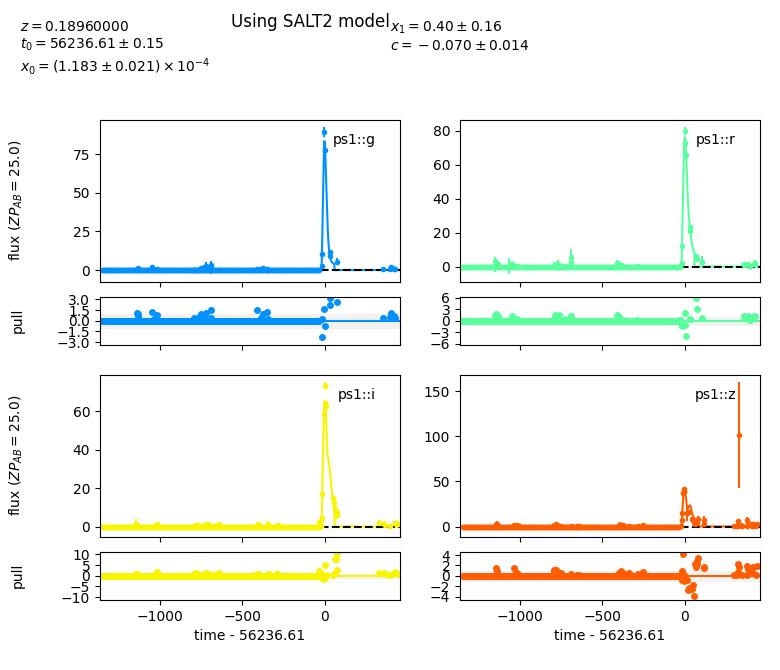 Using SALT2 model
z = 0.18960000
t₀ = 56236.61 ± 0.15
x₀ = (1.183 ± 0.021) × 10⁻⁴
x₁ = 0.40 ± 0.16
c = −0.070 ± 0.014
flux (ZP_AB = 25.0)
75
50
25
0
ps1::g
80
60
40
20
0
ps1::r
pull
3.0
1.5
0.0
−1.5
−3.0
6
3
0
−3
−6
flux (ZP_AB = 25.0)
60
40
20
0
ps1::i
150
100
50
0
ps1::z
pull
10
5
0
−5
−10
4
2
0
−2
−4
−1000
−500
0
−1000
−500
0
time - 56236.61
time - 56236.61